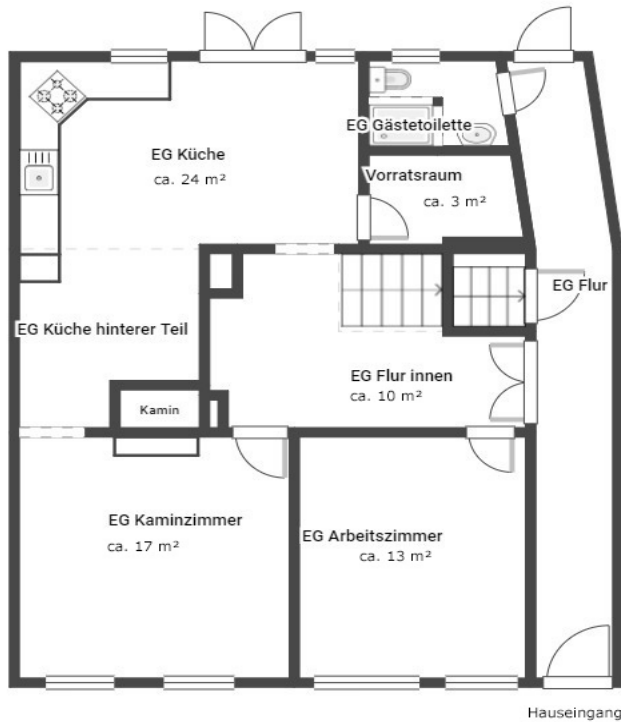 EG Gästetoilette
EG Küche
ca. 24 m²
Vorratsraum
ca. 3 m²
EG Flur
EG Küche hinterer Teil
EG Flur innen
ca. 10 m²
Kamin
EG Kaminzimmer
ca. 17 m²
EG Arbeitszimmer
ca. 13 m²
Hauseingang